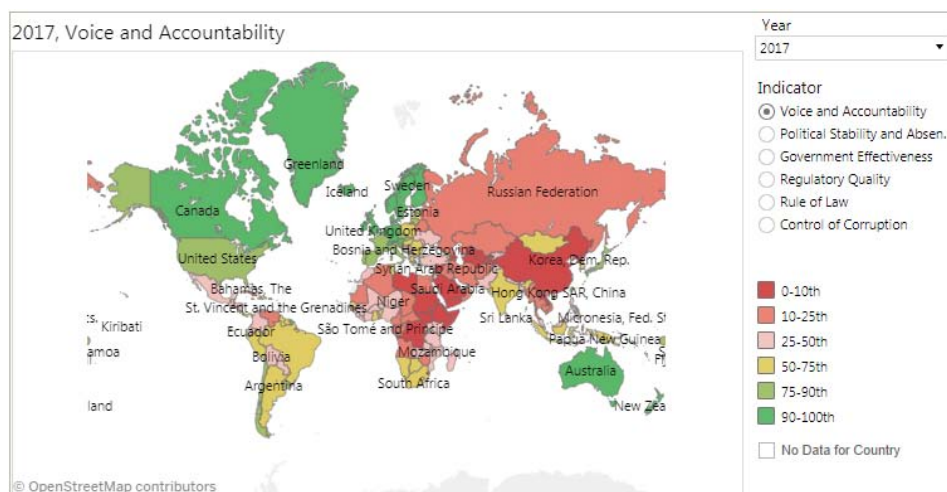 2017, Voice and Accountability
Year
2017
Indicator
Voice and Accountability
Political Stability and Absen.
Government Effectiveness
Regulatory Quality
Rule of Law
Control of Corruption
Greenland
Iceland
Sweden
Russian Federation
Canada
Estonia
United Kingdom
Bosnia and Herzegovina
United States
Korea, Dem. Rep.
Syrian Arab Republic
Bahamas, The
Saudi Arabia
Hong Kong SAR, China
St. Vincent and the Grenadines
Niger
Sri Lanka
Micronesia, Fed. St
Kiribati
Ecuador
São Tomé and Príncipe
Papua New Guinea
amoa
Bolivia
Mozambique
Argentina
South Africa
Australia
land
New Zea
0-10th
10-25th
25-50th
50-75th
75-90th
90-100th
No Data for Country
© OpenStreetMap contributors